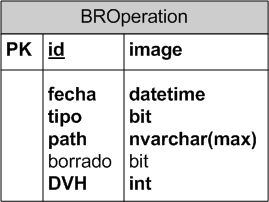 BROperation
PK id image
fecha datetime
tipo bit
path nvarchar(max)
borrado bit
DVH int